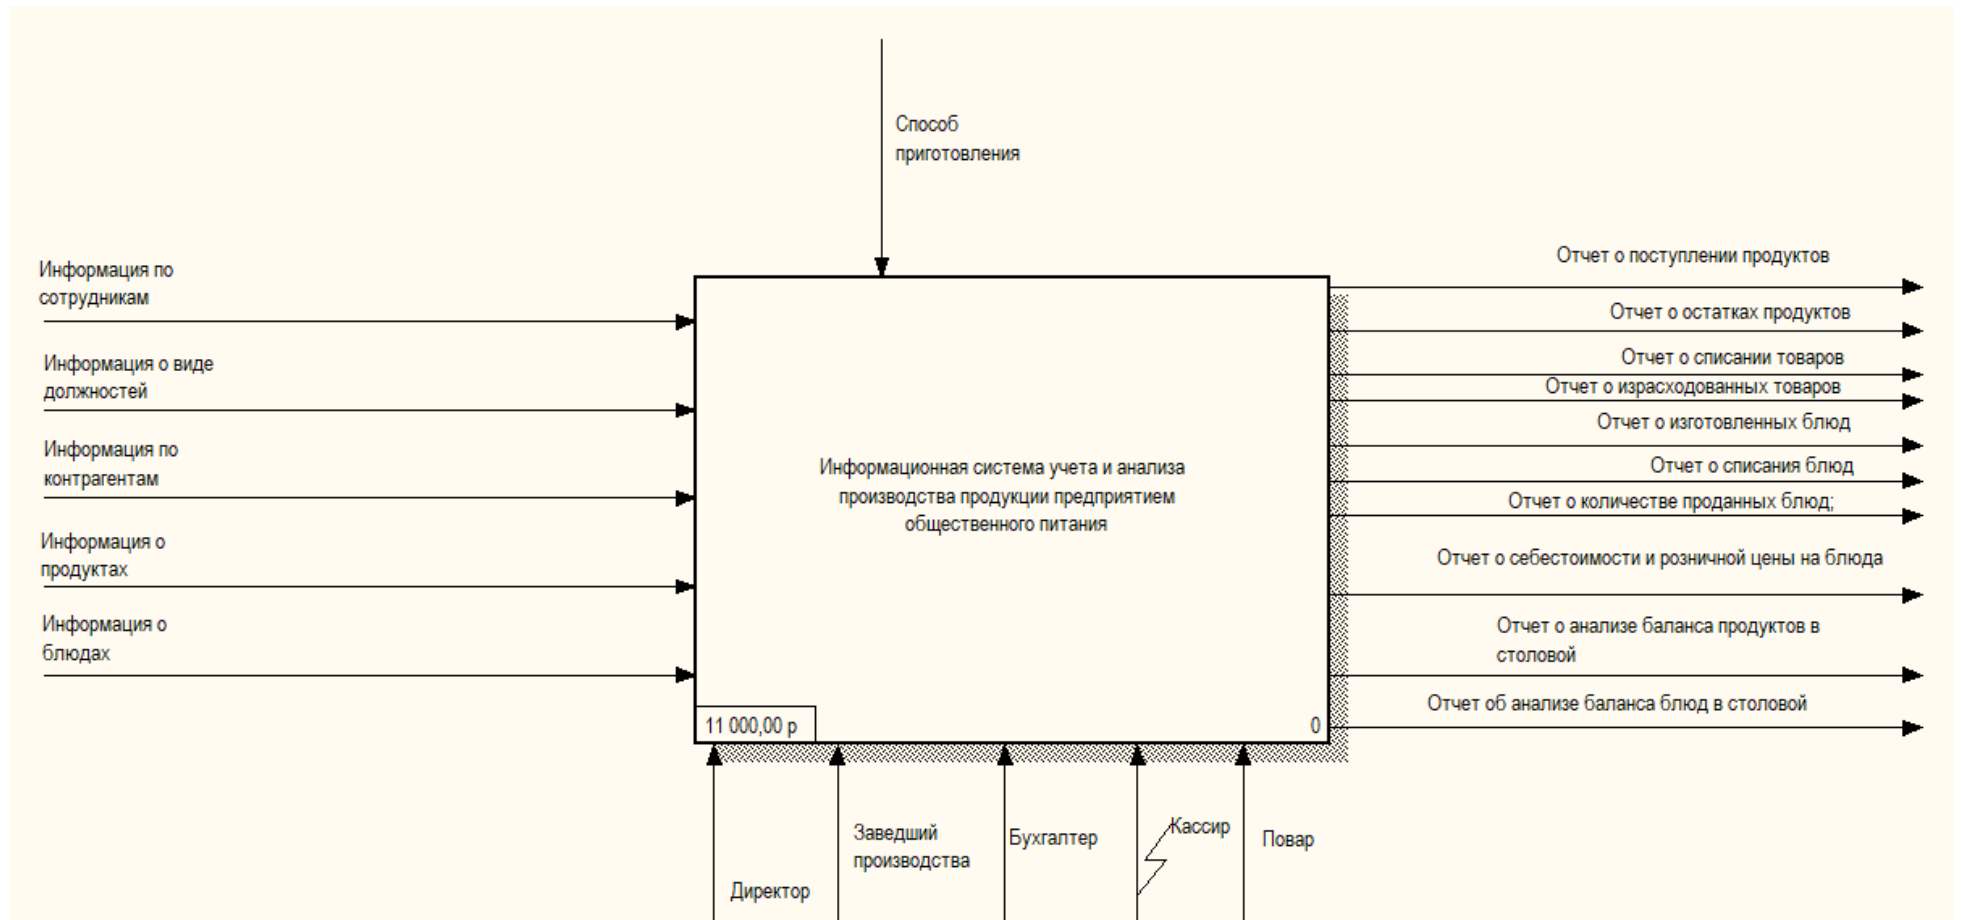 Способ
приготовления
Информация по
сотрудникам
Информация о виде
должностей
Информация по
контрагентам
Информация о
продуктах
Информация о
блюдах
Информационная система учета и анализа
производства продукции предприятием
общественного питания
11 000,00 р
0
Отчет о поступлении продуктов
Отчет о остатках продуктов
Отчет о списании товаров
Отчет о израсходованных товаров
Отчет о изготовленных блюд
Отчет о списания блюд
Отчет о количестве проданных блюд;
Отчет о себестоимости и розничной цены на блюда
Отчет о анализе баланса продуктов в
столовой
Отчет об анализе баланса блюд в столовой
Директор
Заведший
производства
Бухгалтер
Кассир
Повар